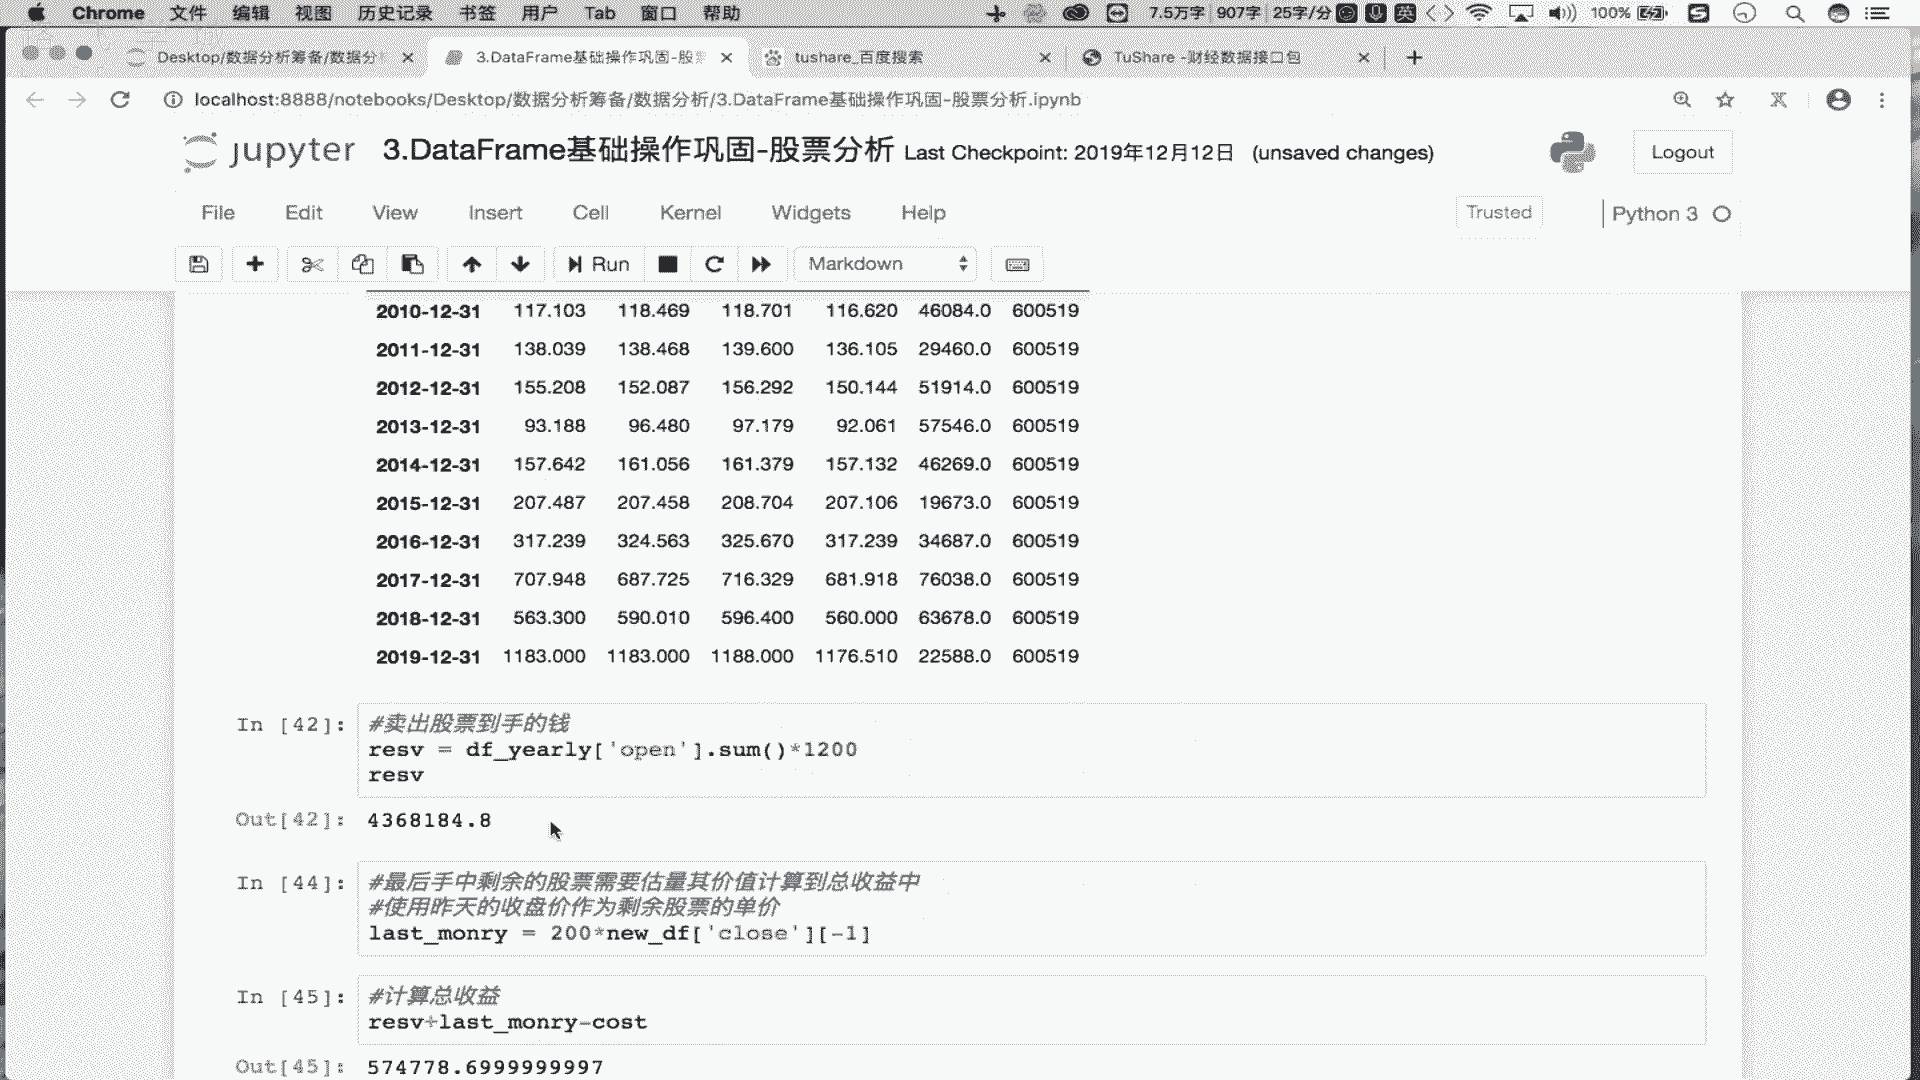 Chrome 文件 编辑 视图 历史记录 书签 用户 Tab 窗口 帮助 7.5万字 907字 25字/分 英 100%
Desktop/数据分析筹备/数据分 3.DataFrame基础操作巩固-股 tushare_百度搜索 TuShare -财经数据接口包
localhost:8888/notebooks/Desktop/数据分析筹备/数据分析/3.DataFrame基础操作巩固-股票分析.ipynb
jupyter 3.DataFrame基础操作巩固-股票分析 Last Checkpoint: 2019年12月12日 (unsaved changes) Logout
File Edit View Insert Cell Kernel Widgets Help Trusted Python 3
Run Markdown
2010-12-31 117.103 118.469 118.701 116.620 46084.0 600519
2011-12-31 138.039 138.468 139.600 136.105 29460.0 600519
2012-12-31 155.208 152.087 156.292 150.144 51914.0 600519
2013-12-31 93.188 96.480 97.179 92.061 57546.0 600519
2014-12-31 157.642 161.056 161.379 157.132 46269.0 600519
2015-12-31 207.487 207.458 208.704 207.106 19673.0 600519
2016-12-31 317.239 324.563 325.670 317.239 34687.0 600519
2017-12-31 707.948 687.725 716.329 681.918 76038.0 600519
2018-12-31 563.300 590.010 596.400 560.000 63678.0 600519
2019-12-31 1183.000 1183.000 1188.000 1176.510 22588.0 600519
In [42]: #卖出股票到手的钱
resv = df_yearly['open'].sum()*1200
resv
Out[42]: 4368184.8
In [44]: #最后手中剩余的股票需要估量其价值计算到总收益中
#使用昨天的收盘价作为剩余股票的单价
last_monry = 200*new_df['close'][-1]
In [45]: #计算总收益
resv+last_monry-cost
Out[45]: 574778.6999999997